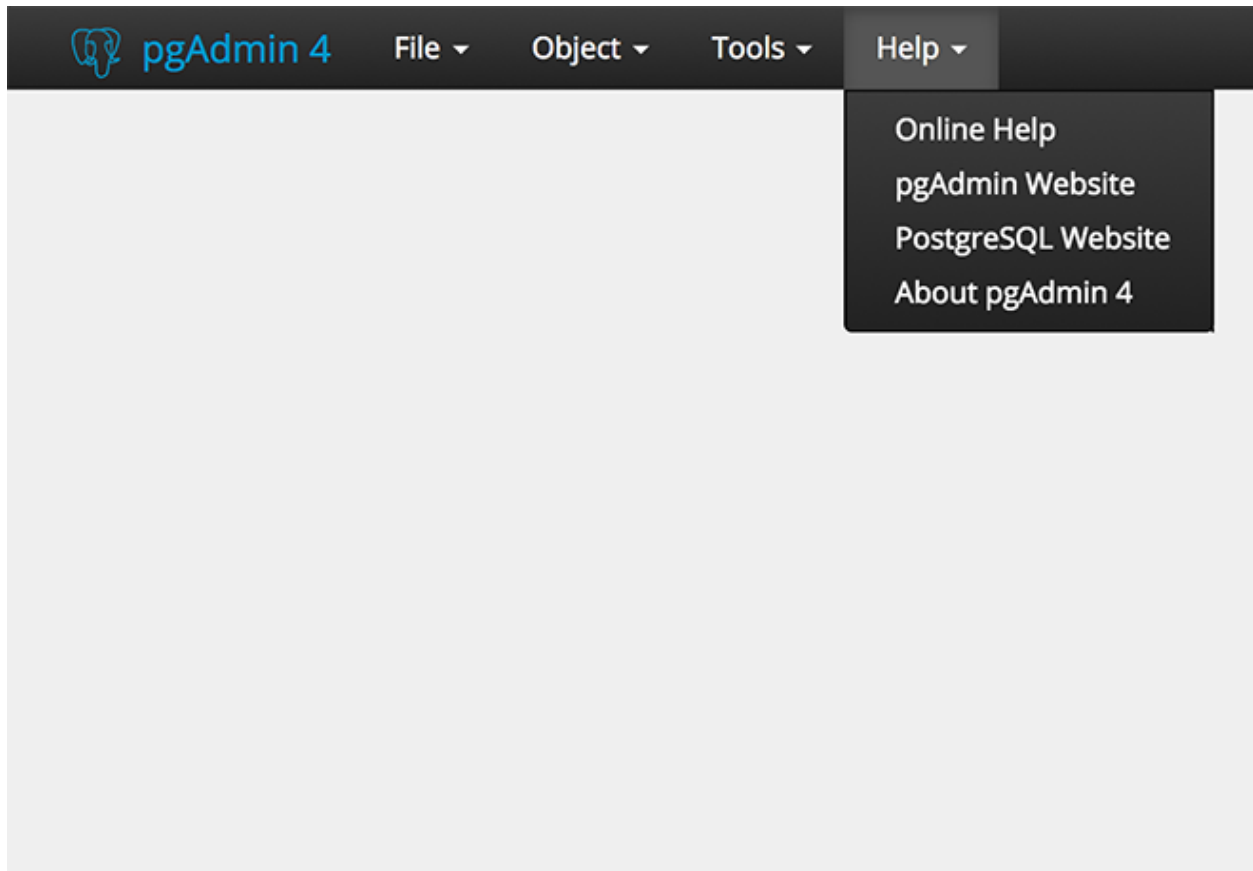 pgAdmin 4 File Object Tools Help
Online Help
pgAdmin Website
PostgreSQL Website
About pgAdmin 4